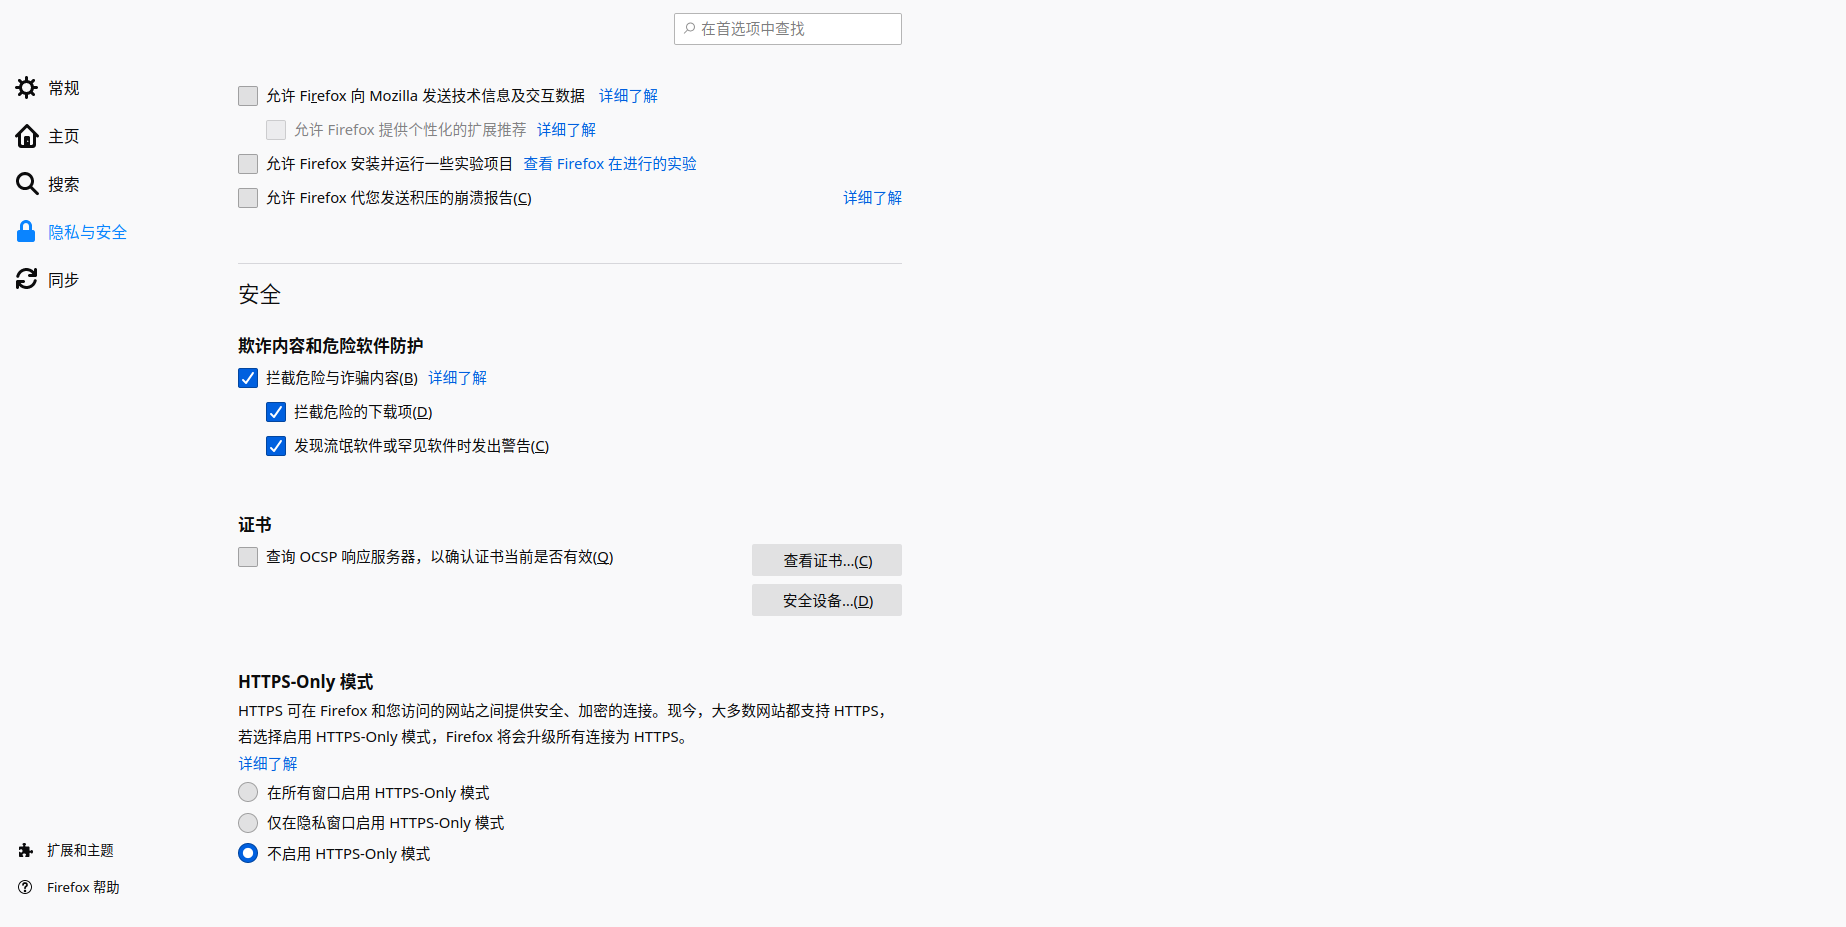 在首选项中查找
常规
主页
搜索
隐私与安全
同步
扩展和主题
Firefox 帮助
允许 Firefox 向 Mozilla 发送技术信息及交互数据 详细了解
允许 Firefox 提供个性化的扩展推荐 详细了解
允许 Firefox 安装并运行一些实验项目 查看 Firefox 在进行的实验
允许 Firefox 代您发送积压的崩溃报告(C) 详细了解
安全
欺诈内容和危险软件防护
拦截危险与诈骗内容(B) 详细了解
拦截危险的下载项(D)
发现流氓软件或罕见软件时发出警告(C)
证书
查询 OCSP 响应服务器，以确认证书当前是否有效(Q)
查看证书...(C)
安全设备...(D)
HTTPS-Only 模式
HTTPS 可在 Firefox 和您访问的网站之间提供安全、加密的连接。现今，大多数网站都支持 HTTPS，
若选择启用 HTTPS-Only 模式，Firefox 将会升级所有连接为 HTTPS。
详细了解
在所有窗口启用 HTTPS-Only 模式
仅在隐私窗口启用 HTTPS-Only 模式
不启用 HTTPS-Only 模式